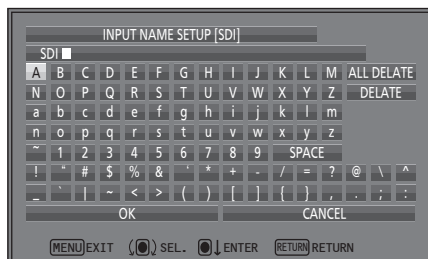 INPUT NAME SETUP [SDI]
SDI
A B C D E F G H I J K L M ALL DELATE
N O P Q R S T U V W X Y Z DELATE
a b c d e f g h i j k l m
n o p q r s t u v w x y z
~ 1 2 3 4 5 6 7 8 9 SPACE
! “ # $ % & ‘ * + - / = ? @ \ ^
_ ` | ~ < > ( ) [ ] { } , . ; :
OK CANCEL
MENU EXIT SEL. ENTER RETURN RETURN